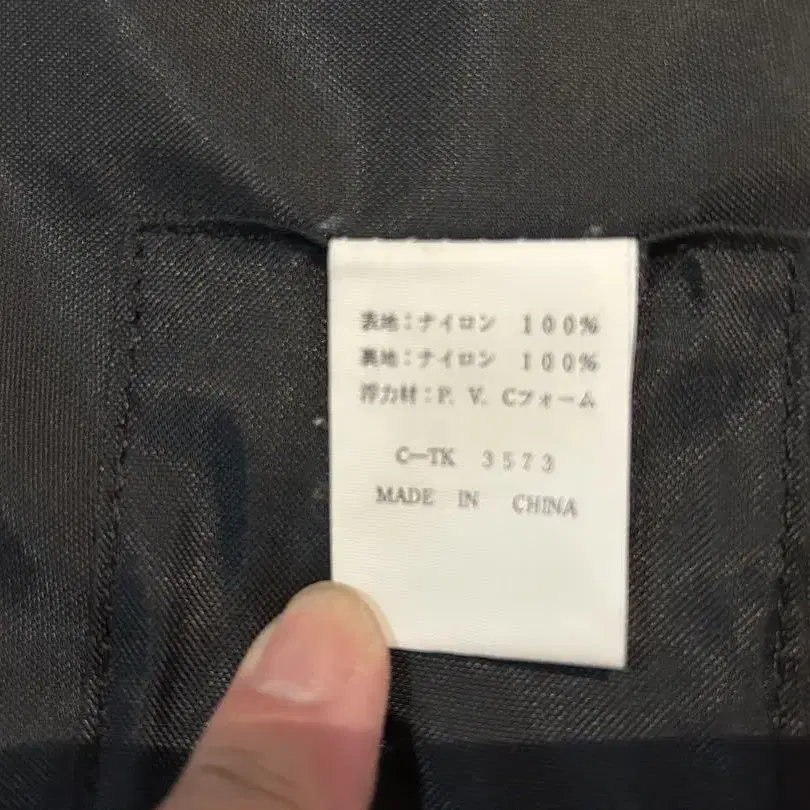 表地：ナイロン 100%
裏地：ナイロン 100%
浮力材：P. V. Cフォーム
C-TK 3573
MADE IN CHINA